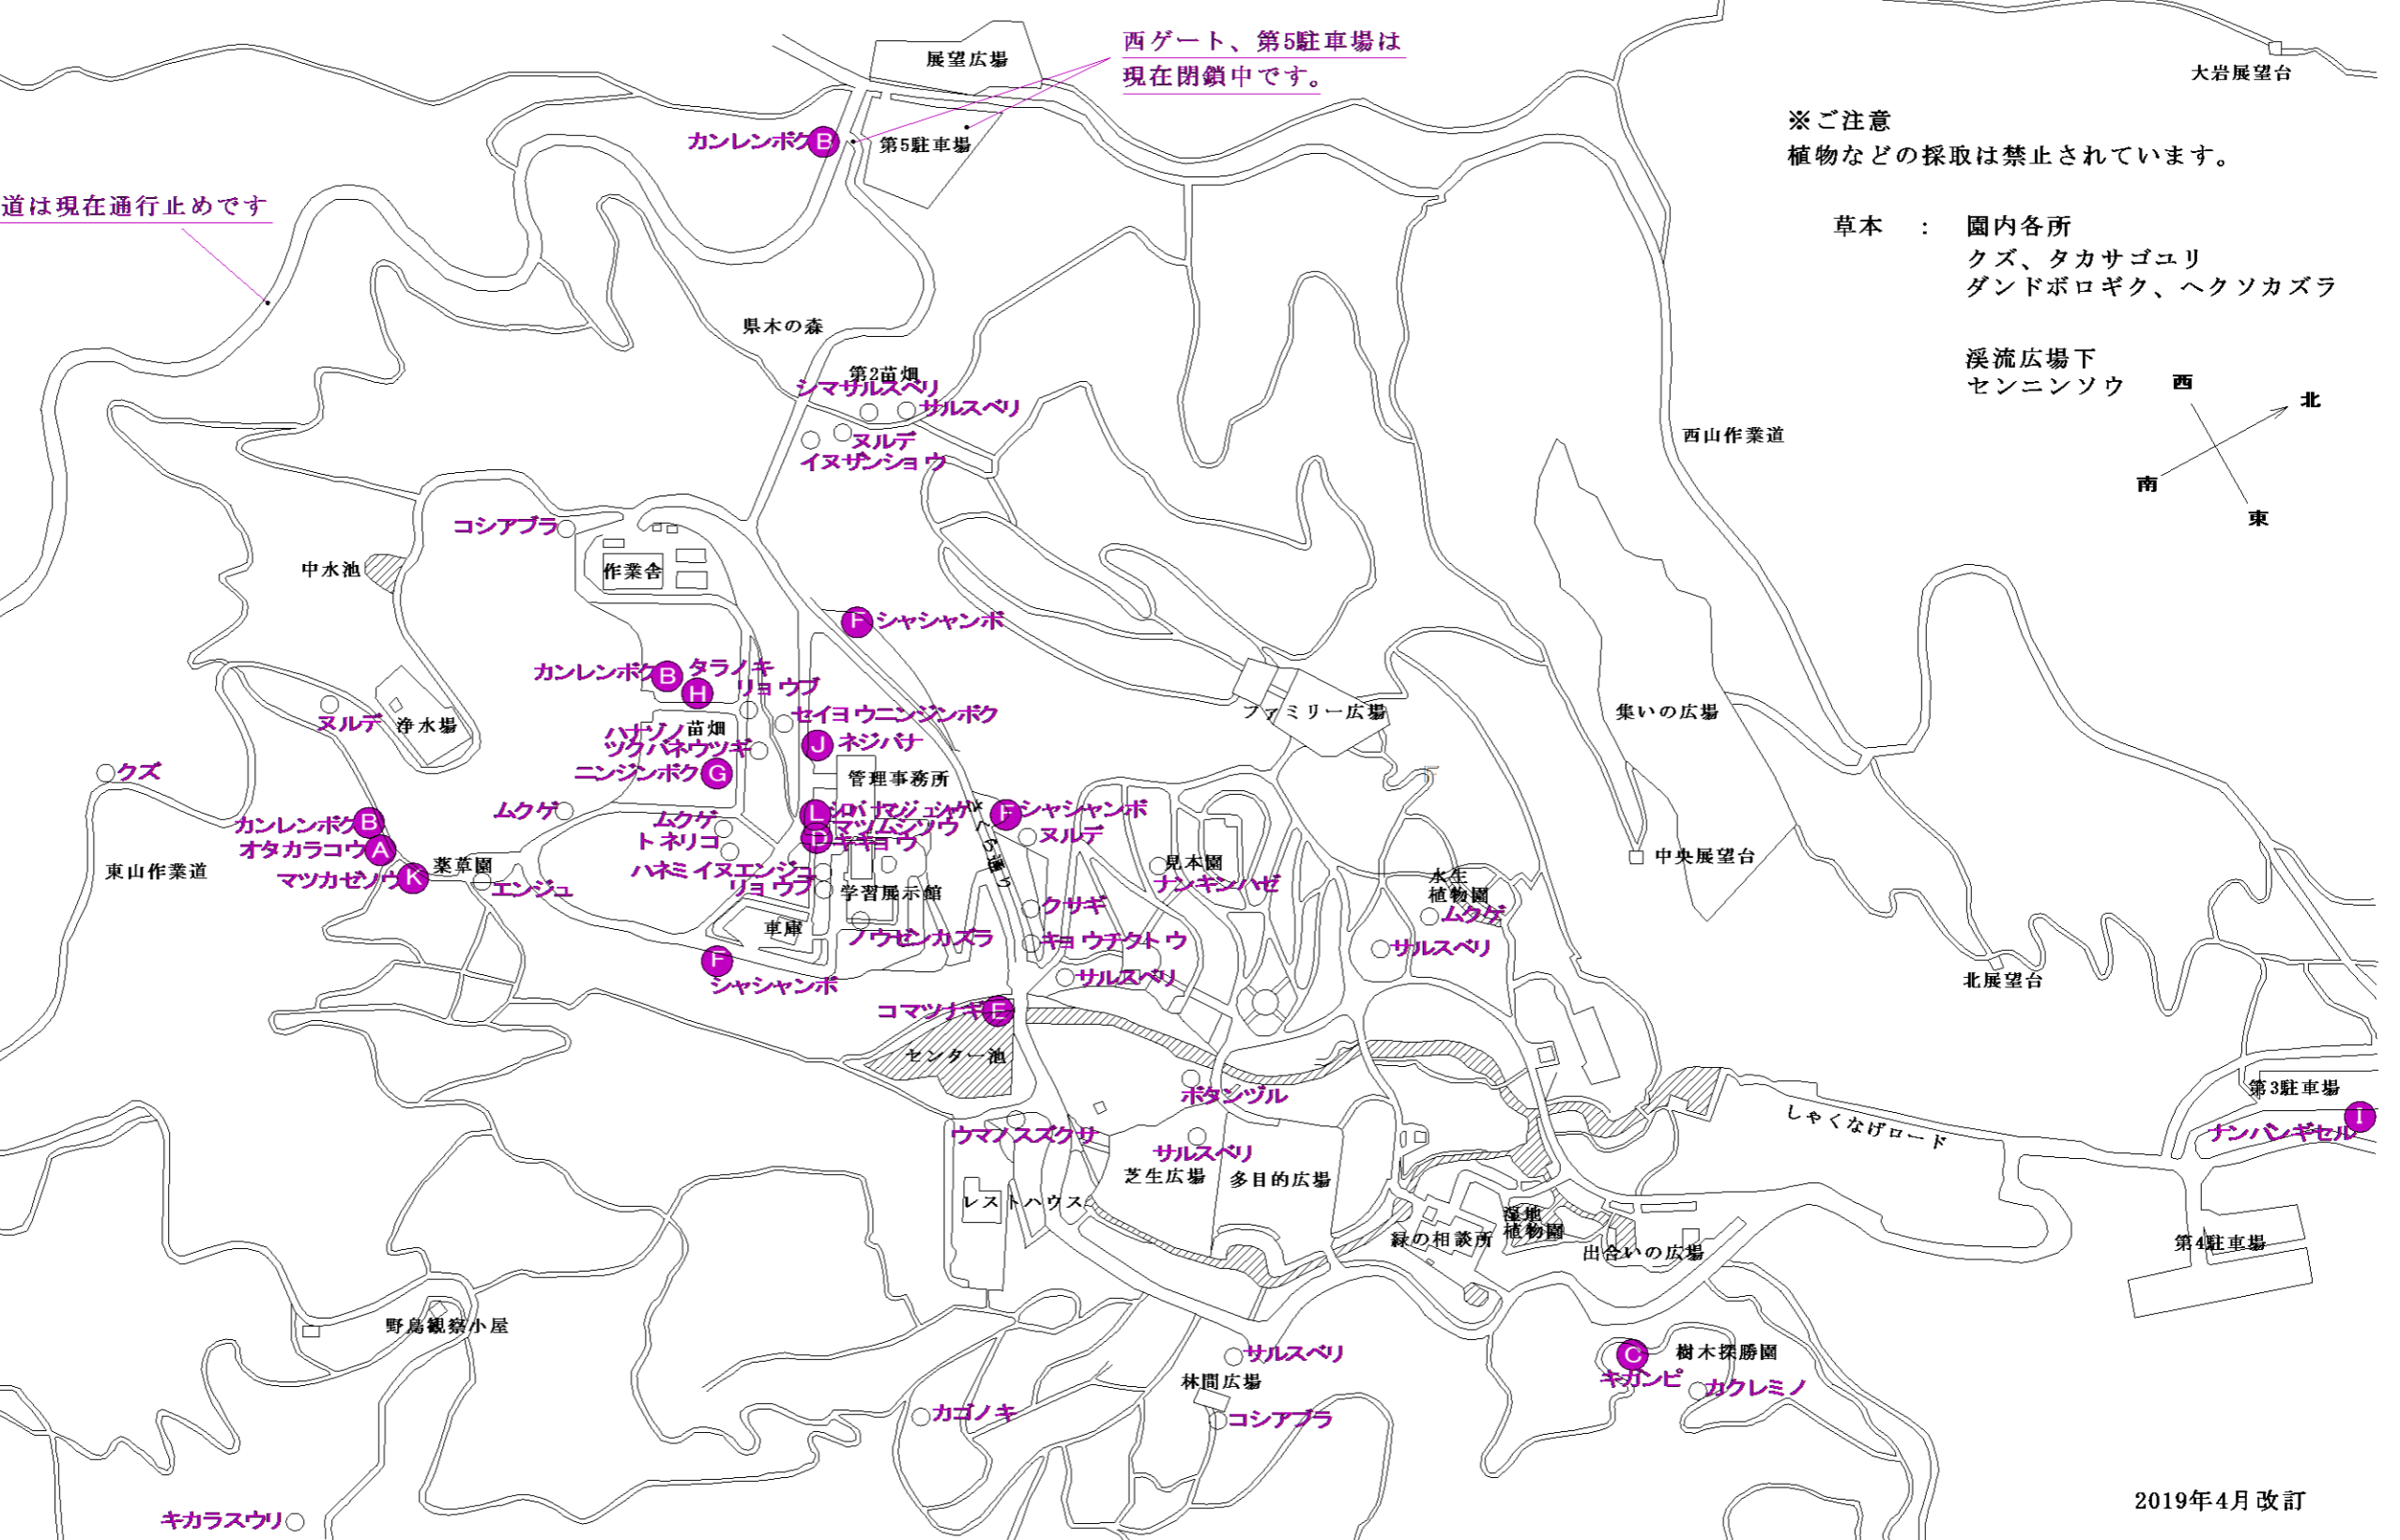 西ゲート、第5駐車場は
現在閉鎖中です。
展望広場
大岩展望台
※ご注意
植物などの採取は禁止されています。
カンレンボク B
第5駐車場
道は現在通行止めです
草本 : 園内各所
クズ、タカサゴユリ
ダンドボロギク、ヘクソカズラ
渓流広場下
センニンソウ
西
北
南
東
県木の森
第2苗畑
シマサルスベリ
サルスベリ
ヌルデ
イヌザンショウ
西山作業道
コシアブラ
中水池
作業舎
F シャシャンボ
カンレンボク B
タラノキ
H
リョウブ
セイヨウニンジンボク
ヌルデ
浄水場
ハナゾノ
ツクバネウツギ
苗畑
J ネジバナ
ニンジンボク G
管理事務所
ファミリー広場
集いの広場
クズ
ムクゲ
ムクゲ
トネリコ
L
マツムシソウ
D キキョウ
さくら通り
F シャシャンボ
ヌルデ
カンレンボク B
オタカラコウ A
マツカゼソウ K
薬草園
エンジュ
東山作業道
ハネミイヌエンジュ
リョウブ
学習展示館
見本園
ナンキンハゼ
中央展望台
水生
植物園
ムクゲ
サルスベリ
クサギ
車庫
ノウゼンカズラ
キョウチクトウ
F
シャシャンボ
サルスベリ
北展望台
コマツナギ E
センター池
ボタンヅル
第3駐車場
I
ナンバンギセル
しゃくなげロード
ウマノスズクサ
サルスベリ
芝生広場
多目的広場
レストハウス
湿地
植物園
緑の相談所
出合いの広場
第4駐車場
野鳥観察小屋
サルスベリ
林間広場
C
キガンピ
樹木探勝園
カクレミノ
カゴノキ
コシアブラ
キカラスウリ
2019年4月改訂